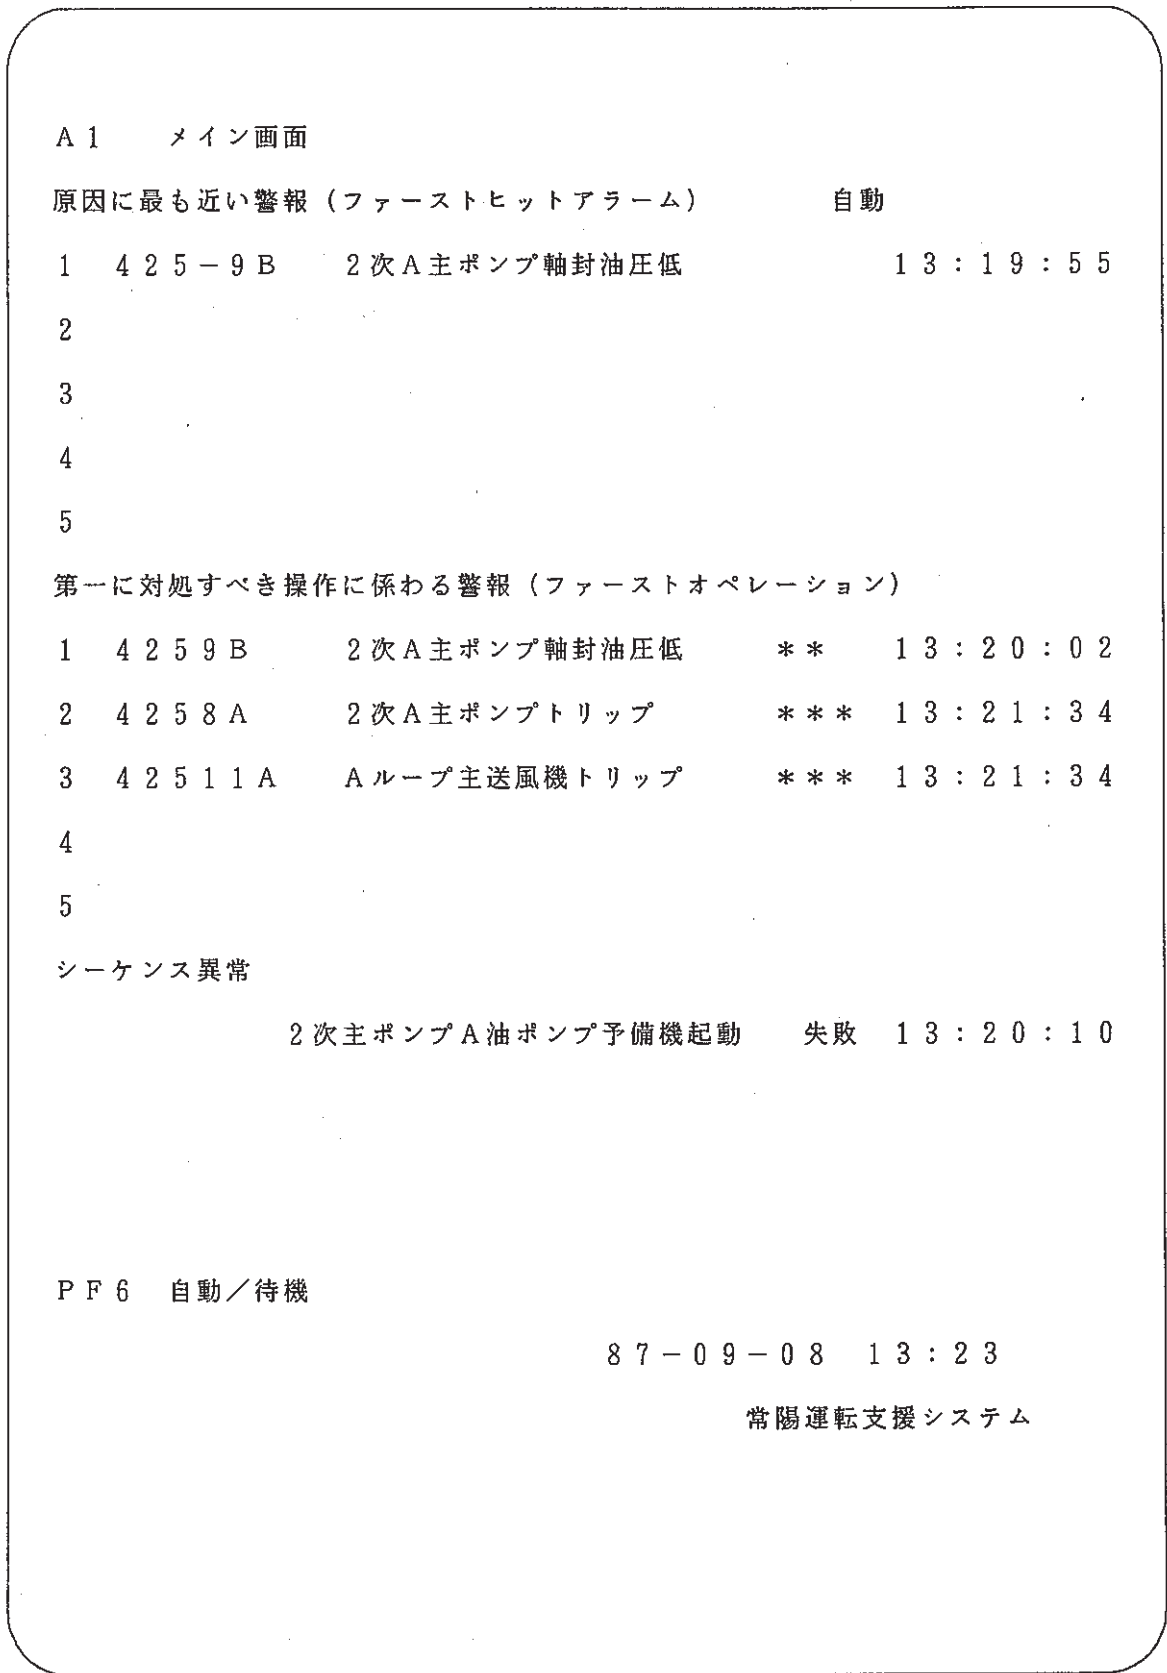 A1 メイン画面
原因に最も近い警報(ファーストヒットアラーム) 自動
1 425-9B 2次A主ポンプ軸封油圧低 13:19:55
2
3
4
5
第一に対処すべき操作に係わる警報(ファーストオペレーション)
1 4259B 2次A主ポンプ軸封油圧低 ** 13:20:02
2 4258A 2次A主ポンプトリップ *** 13:21:34
3 42511A Aループ主送風機トリップ *** 13:21:34
4
5
シーケンス異常
2次主ポンプA油ポンプ予備機起動 失敗 13:20:10
PF6 自動/待機
87-09-08 13:23
常陽運転支援システム